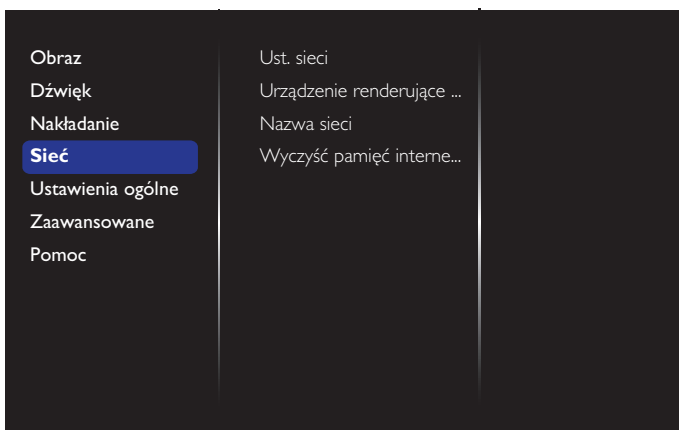 Obraz
Dźwięk
Nakładanie
Sieć
Ustawienia ogólne
Zaawansowane
Pomoc
Ust. sieci
Urządzenie renderujące ...
Nazwa sieci
Wyczyść pamięć interne...